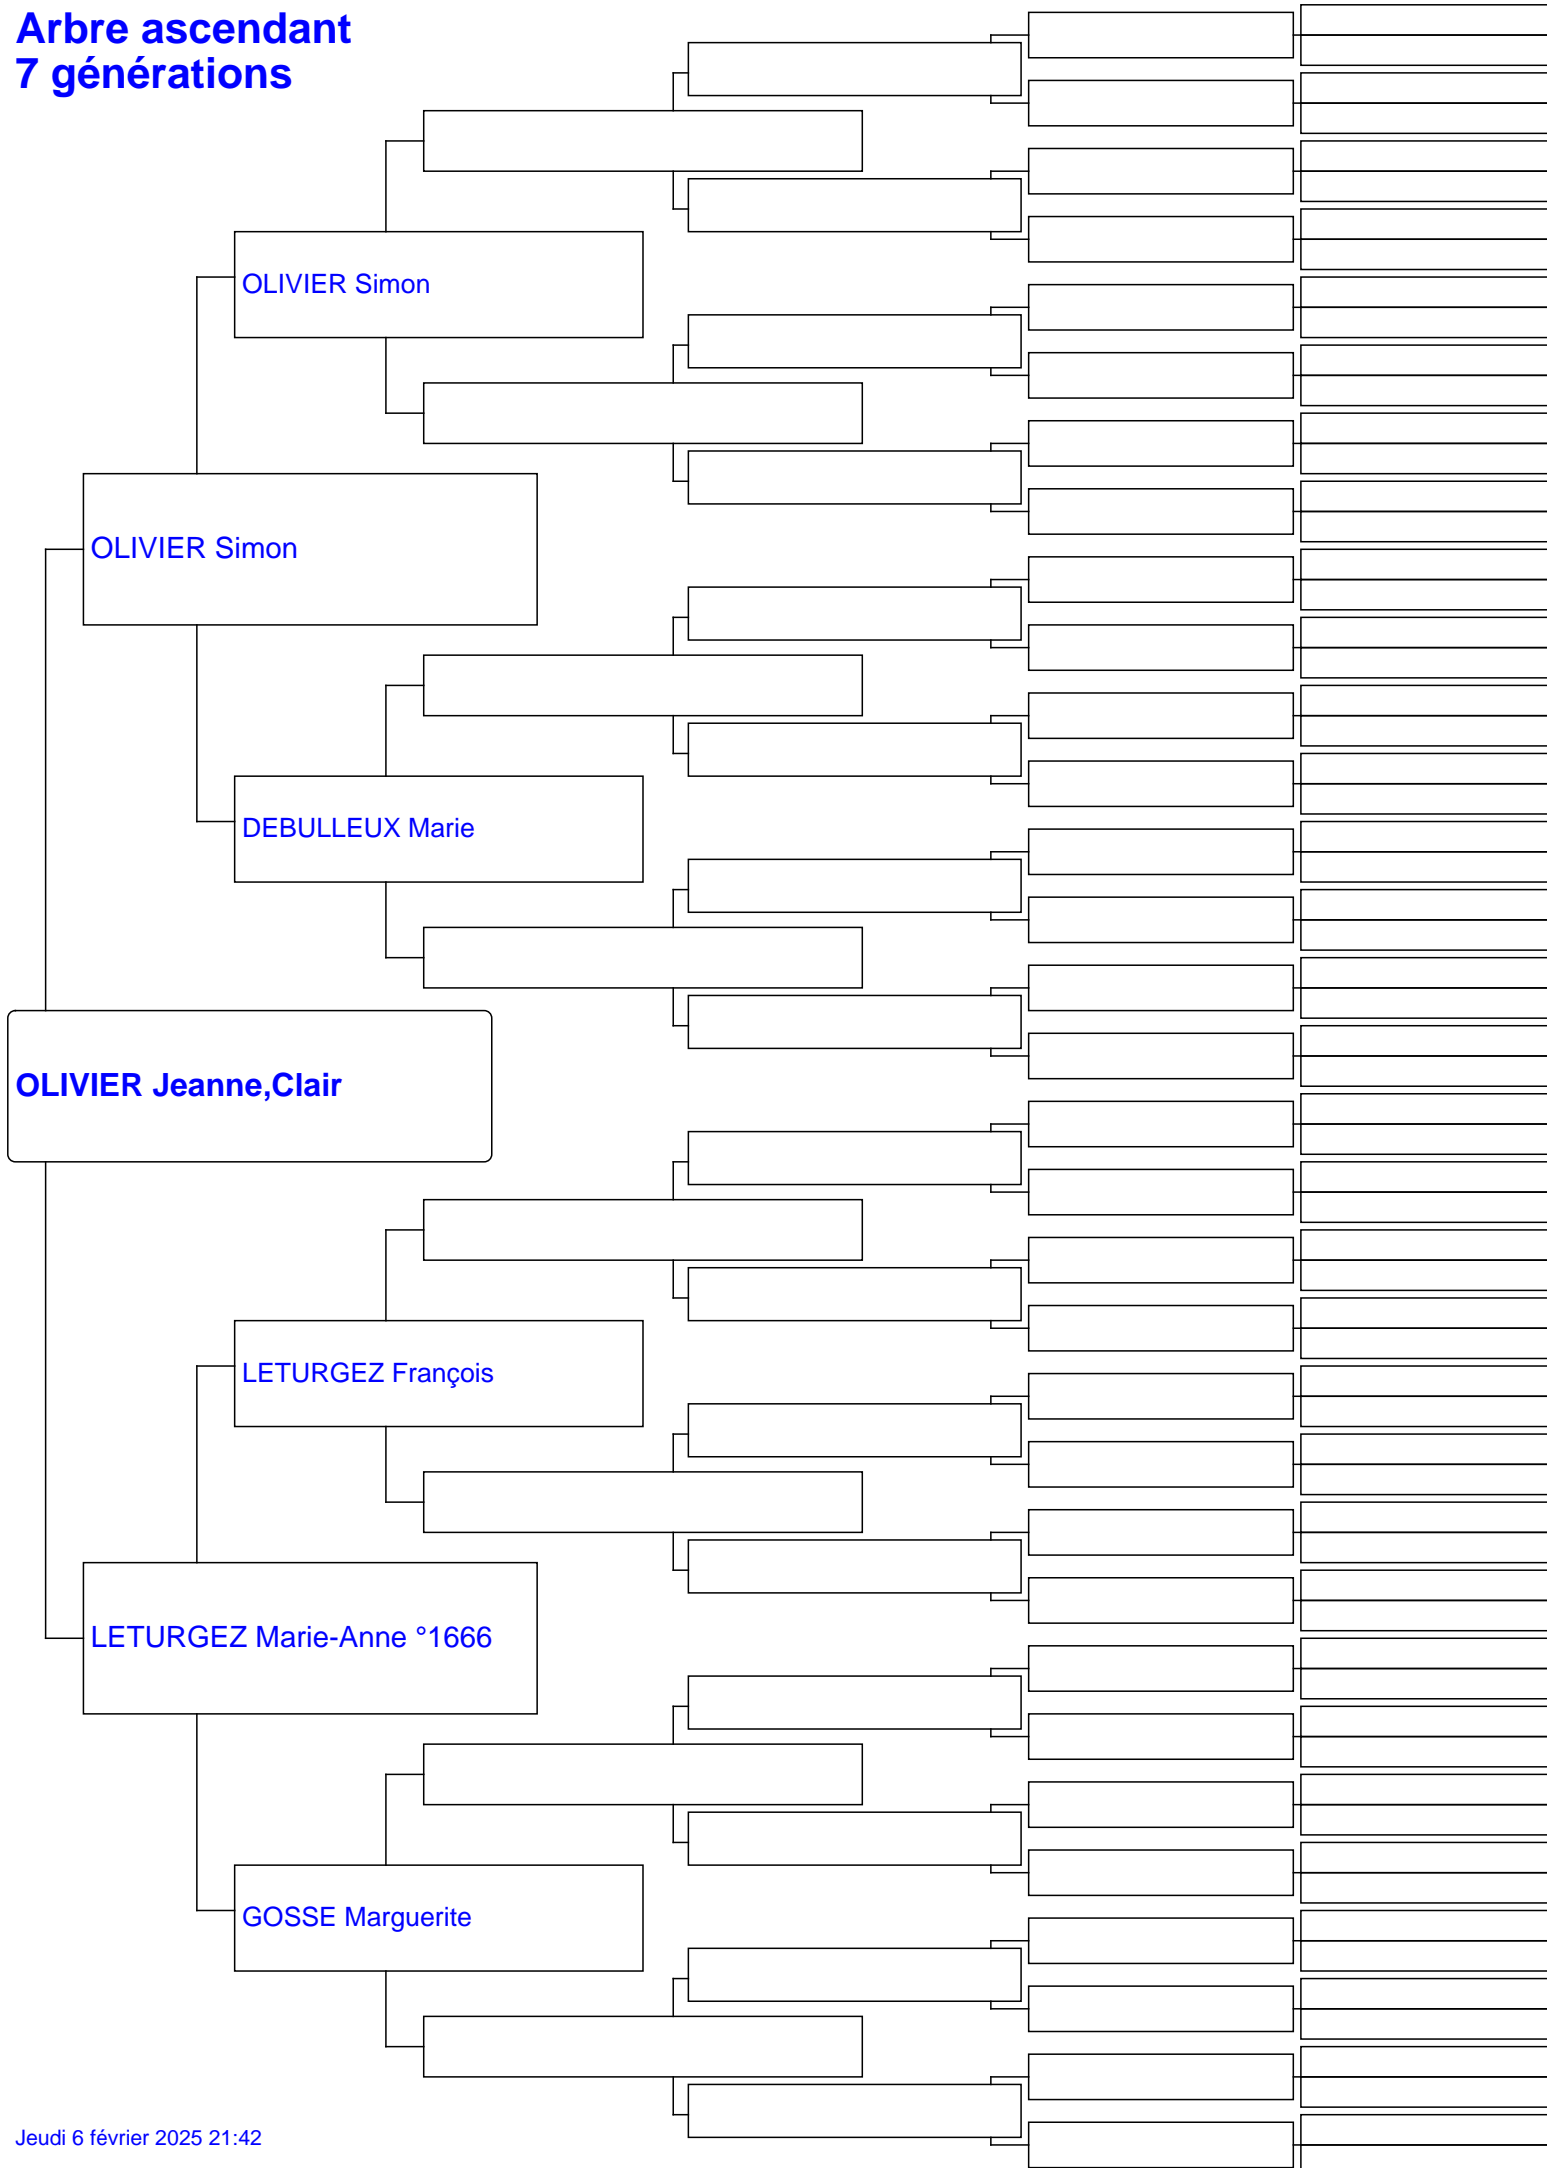 Arbre ascendant
7 générations
OLIVIER Simon
OLIVIER Simon
DEBULLEUX Marie
OLIVIER Jeanne,Clair
LETURGEZ François
LETURGEZ Marie-Anne °1666
GOSSE Marguerite
Jeudi 6 février 2025 21:42